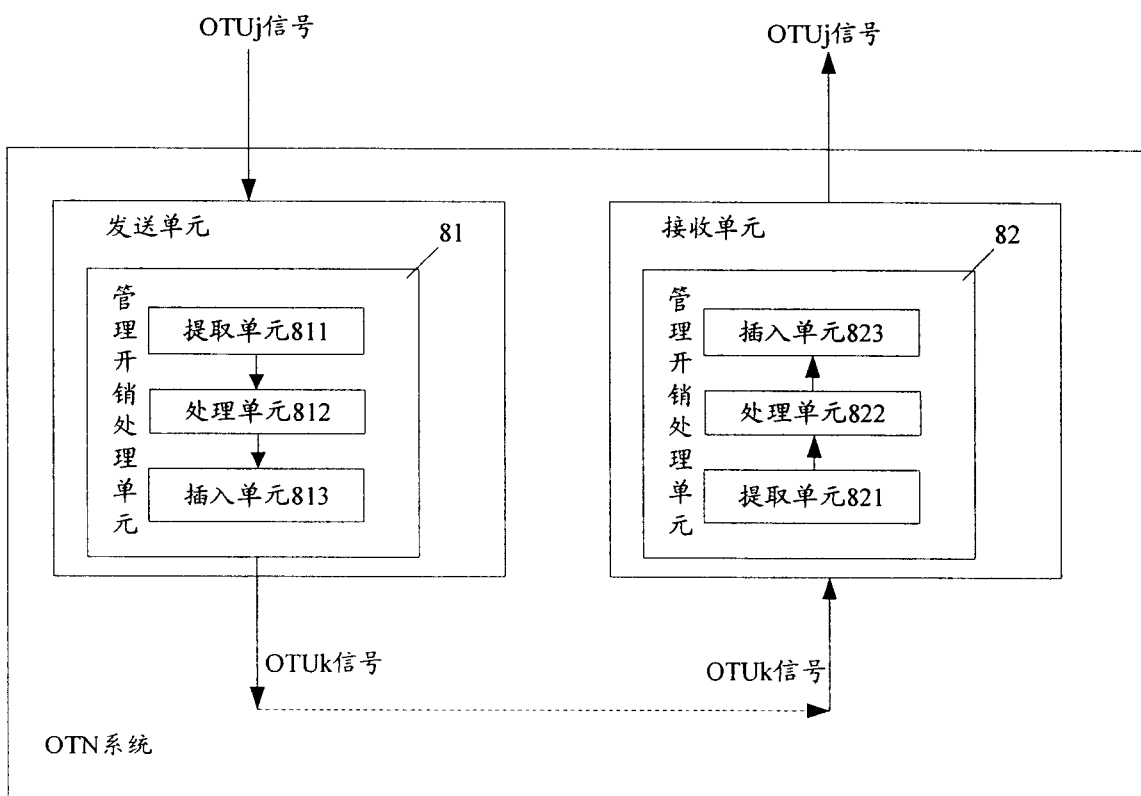 OTUj信号
OTUj信号
发送单元
81
管理开销处理单元
提取单元811
处理单元812
插入单元813
接收单元
82
管理开销处理单元
插入单元823
处理单元822
提取单元821
OTUk信号
OTUk信号
OTN系统